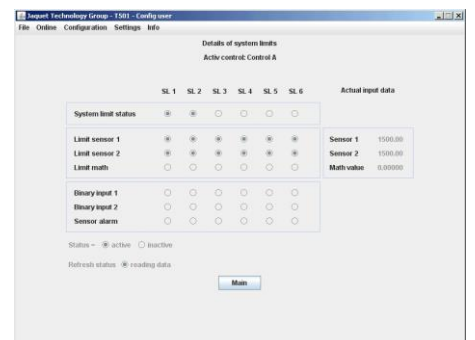 Jaquet Technology Group - TS01 - Config user
File Online Configuration Settings Info
Details of system limits
Activ control: Control A
SL 1 SL 2 SL 3 SL 4 SL 5 SL 6 Actual input data
System limit status
Limit sensor 1 Sensor 1 1500.00
Limit sensor 2 Sensor 2 1500.00
Limit math Math value 0.00000
Binary input 1
Binary input 2
Sensor alarm
Status - active inactive
Refresh status reading data
Main